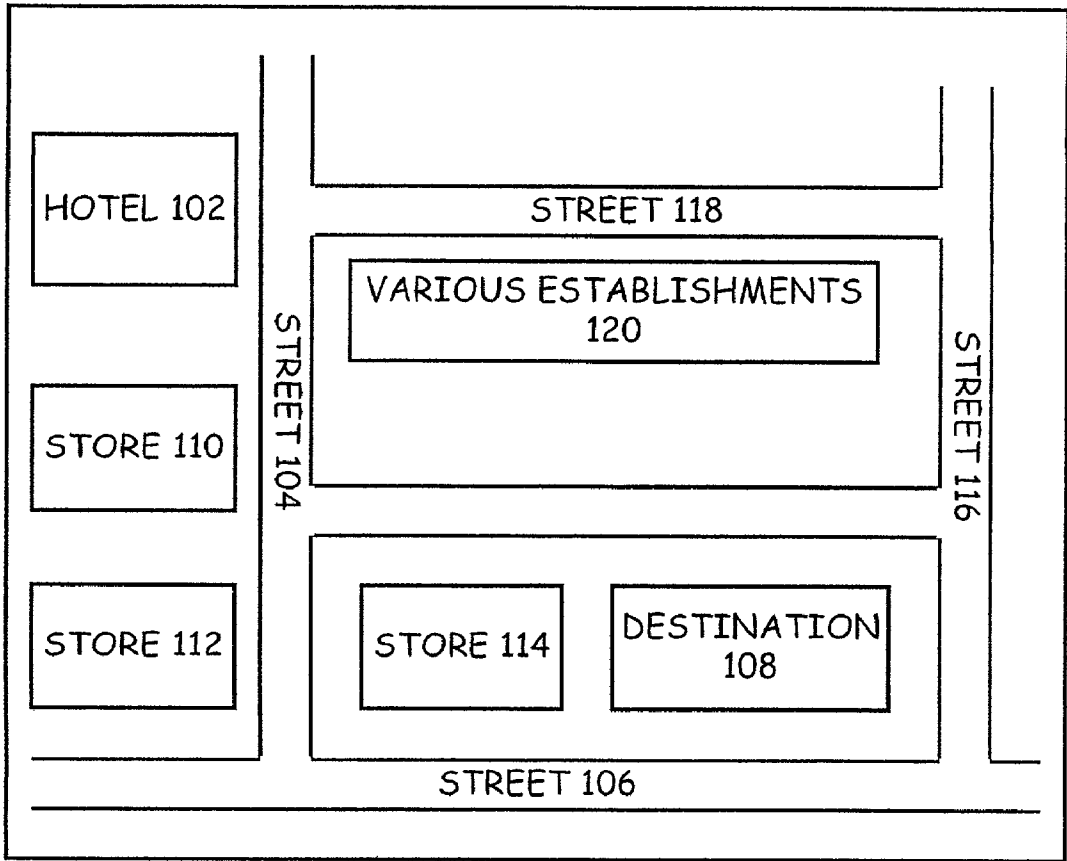 HOTEL 102
STREET 118
VARIOUS ESTABLISHMENTS
120
STREET 104
STREET 116
STORE 110
STORE 112
STORE 114
DESTINATION
108
STREET 106